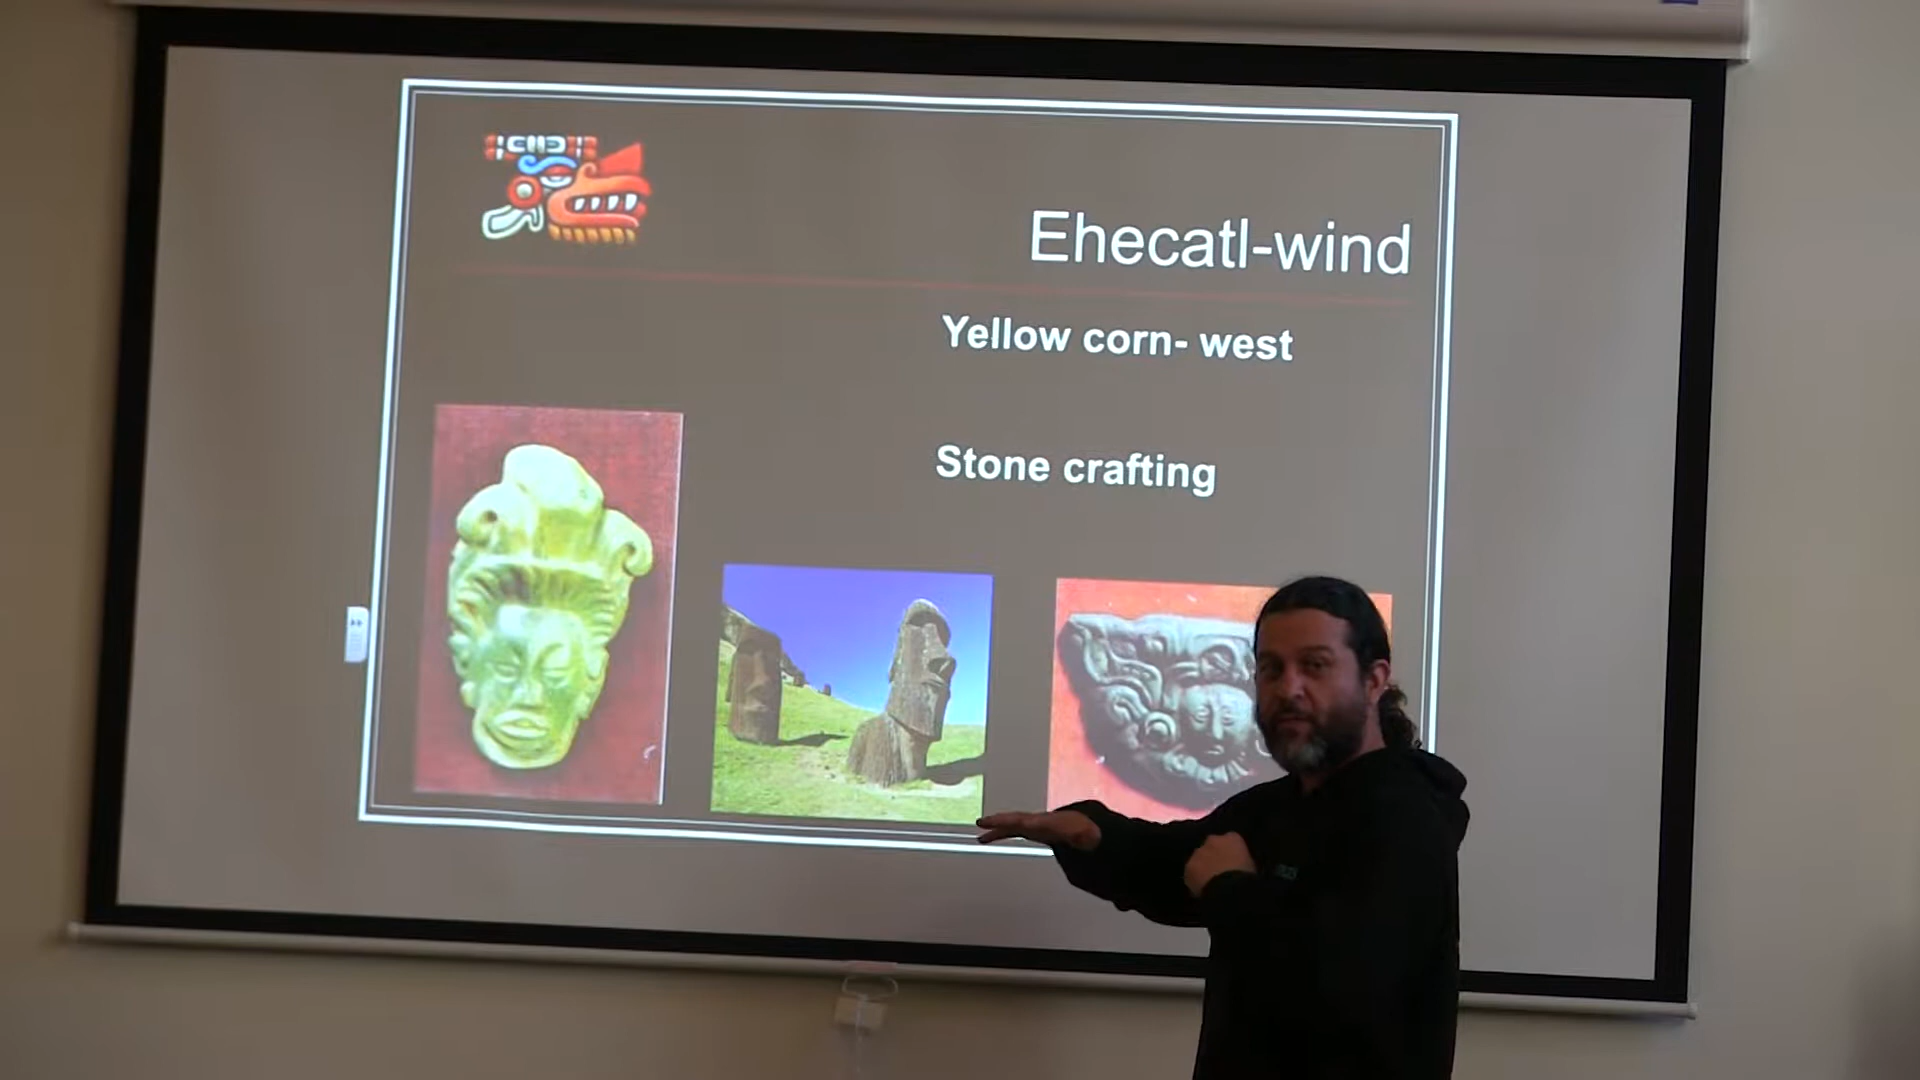 Ehecatl-wind
Yellow corn- west
Stone crafting